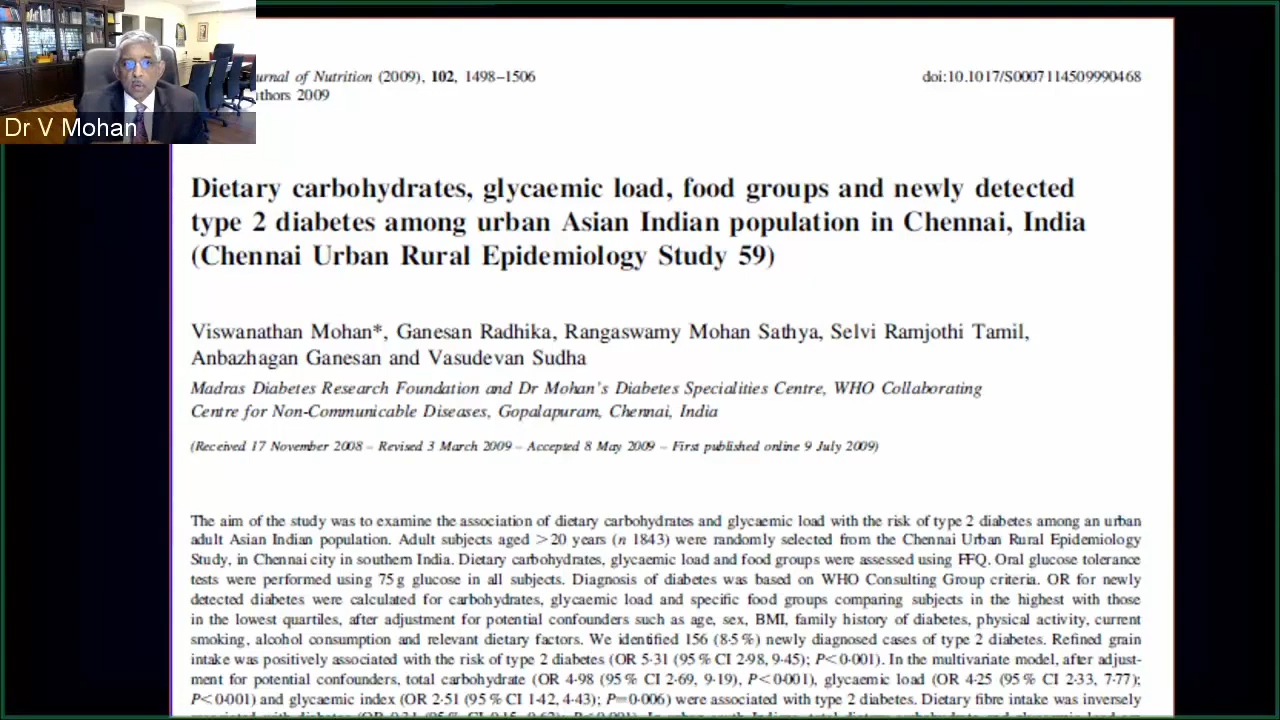 urnal of Nutrition (2009), 102, 1498–1506
doi:10.1017/S0007114509990468
thors 2009
Dr V Mohan
Dietary carbohydrates, glycaemic load, food groups and newly detected
type 2 diabetes among urban Asian Indian population in Chennai, India
(Chennai Urban Rural Epidemiology Study 59)
Viswanathan Mohan*, Ganesan Radhika, Rangaswamy Mohan Sathya, Selvi Ramjothi Tamil,
Anbazhagan Ganesan and Vasudevan Sudha
Madras Diabetes Research Foundation and Dr Mohan's Diabetes Specialities Centre, WHO Collaborating
Centre for Non-Communicable Diseases, Gopalapuram, Chennai, India
(Received 17 November 2008 – Revised 3 March 2009 – Accepted 8 May 2009 – First published online 9 July 2009)
The aim of the study was to examine the association of dietary carbohydrates and glycaemic load with the risk of type 2 diabetes among an urban
adult Asian Indian population. Adult subjects aged >20 years (n 1843) were randomly selected from the Chennai Urban Rural Epidemiology
Study, in Chennai city in southern India. Dietary carbohydrates, glycaemic load and food groups were assessed using FFQ. Oral glucose tolerance
tests were performed using 75 g glucose in all subjects. Diagnosis of diabetes was based on WHO Consulting Group criteria. OR for newly
detected diabetes were calculated for carbohydrates, glycaemic load and specific food groups comparing subjects in the highest with those
in the lowest quartiles, after adjustment for potential confounders such as age, sex, BMI, family history of diabetes, physical activity, current
smoking, alcohol consumption and relevant dietary factors. We identified 156 (8·5 %) newly diagnosed cases of type 2 diabetes. Refined grain
intake was positively associated with the risk of type 2 diabetes (OR 5·31 (95 % CI 2·98, 9·45); P<0·001). In the multivariate model, after adjust-
ment for potential confounders, total carbohydrate (OR 4·98 (95 % CI 2·69, 9·19), P<0·001), glycaemic load (OR 4·25 (95 % CI 2·33, 7·77);
P<0·001) and glycaemic index (OR 2·51 (95 % CI 1·42, 4·43); P=0·006) were associated with type 2 diabetes. Dietary fibre intake was inversely